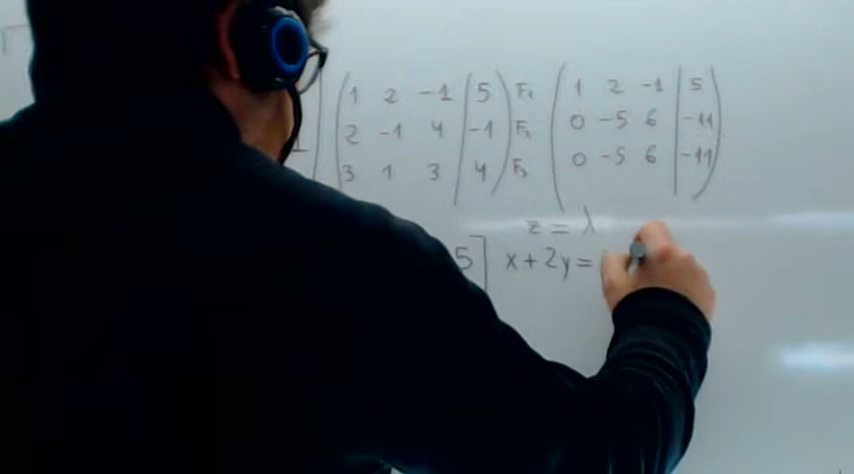 1 2 -1 | 5 F₁ 1 2 -1 | 5
2 -1 4 | -1 F₂ 0 -5 6 | -11
3 1 3 | 4 F₃ 0 -5 6 | -11
z = λ
5] x+2y=